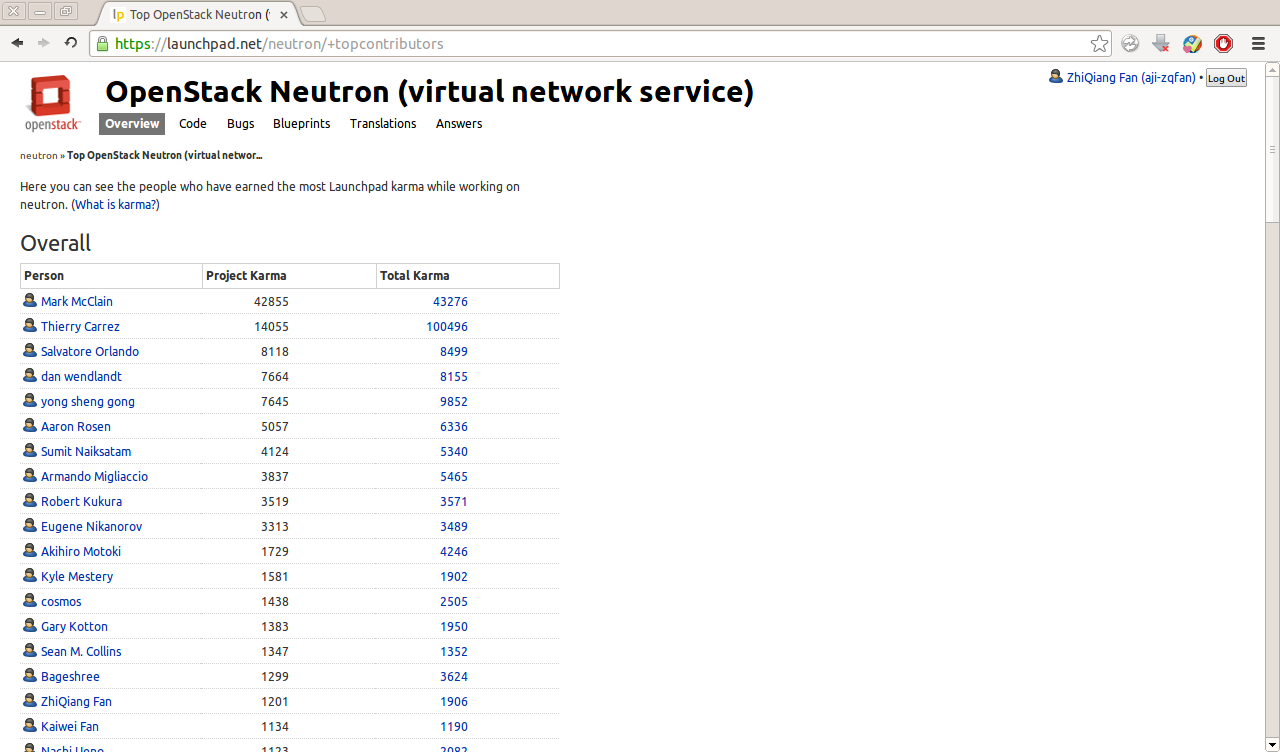 Top OpenStack Neutron (
https://launchpad.net/neutron/+topcontributors
openstack
OpenStack Neutron (virtual network service)
ZhiQiang Fan (aji-zqfan) • Log Out
Overview Code Bugs Blueprints Translations Answers
neutron » Top OpenStack Neutron (virtual networ...
Here you can see the people who have earned the most Launchpad karma while working on
neutron. (What is karma?)
Overall
Person Project Karma Total Karma
Mark McClain 42855 43276
Thierry Carrez 14055 100496
Salvatore Orlando 8118 8499
dan wendlandt 7664 8155
yong sheng gong 7645 9852
Aaron Rosen 5057 6336
Sumit Naiksatam 4124 5340
Armando Migliaccio 3837 5465
Robert Kukura 3519 3571
Eugene Nikanorov 3313 3489
Akihiro Motoki 1729 4246
Kyle Mestery 1581 1902
cosmos 1438 2505
Gary Kotton 1383 1950
Sean M. Collins 1347 1352
Bageshree 1299 3624
ZhiQiang Fan 1201 1906
Kaiwei Fan 1134 1190
Nachi Ueno 1123 2082